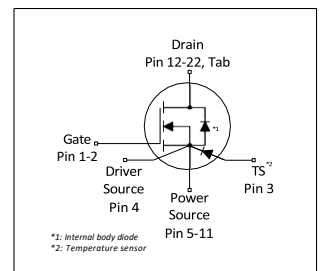 Drain
Pin 12-22, Tab
*1
Gate
Pin 1-2
Driver
Source
Pin 4
Power
Source
Pin 5-11
TS*2
Pin 3
*1: Internal body diode
*2: Temperature sensor